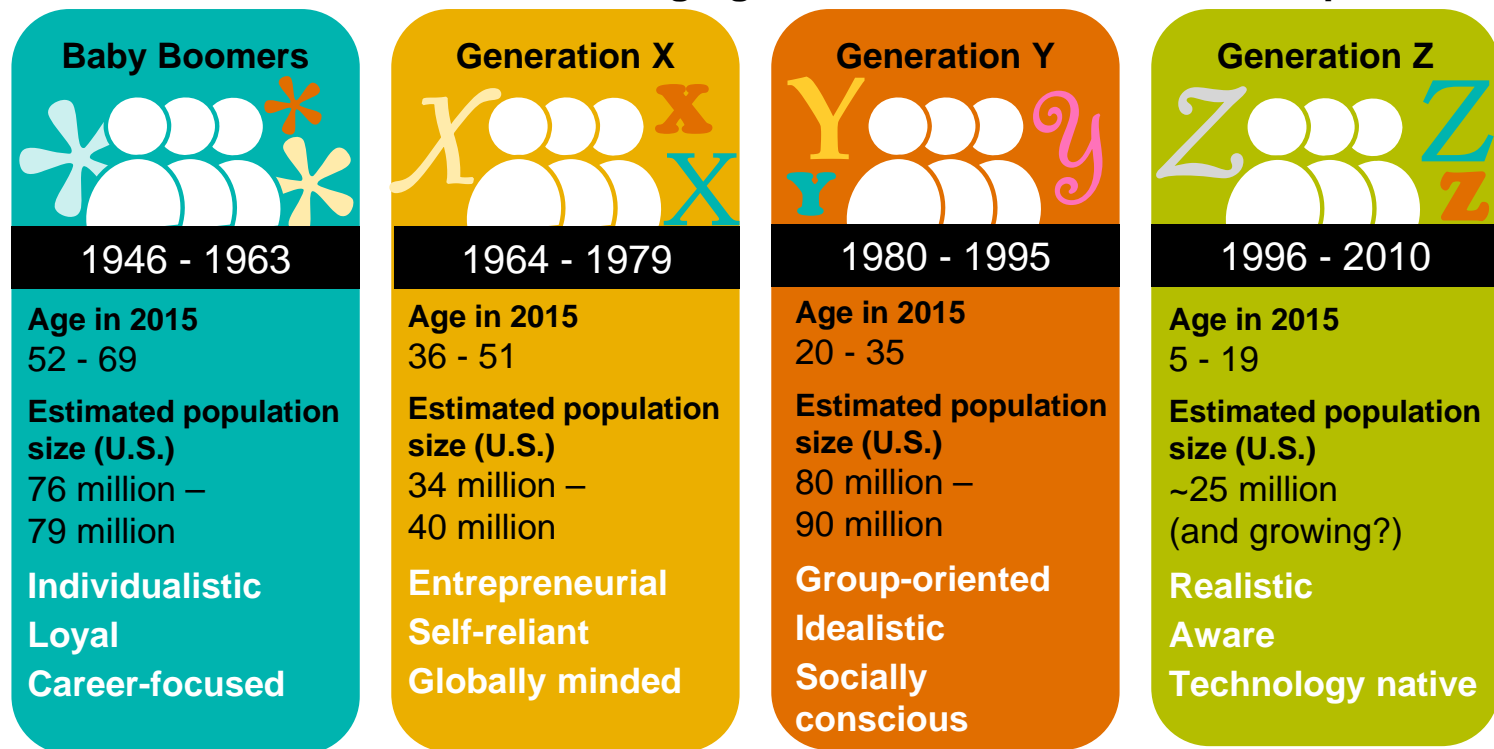 Baby Boomers
1946 - 1963
Age in 2015
52 - 69
Estimated population
size (U.S.)
76 million –
79 million
Individualistic
Loyal
Career-focused
Generation X
X
X
X
1964 - 1979
Age in 2015
36 - 51
Estimated population
size (U.S.)
34 million –
40 million
Entrepreneurial
Self-reliant
Globally minded
Generation Y
Y
Y
y
1980 - 1995
Age in 2015
20 - 35
Estimated population
size (U.S.)
80 million –
90 million
Group-oriented
Idealistic
Socially
conscious
Generation Z
Z
Z
Z
1996 - 2010
Age in 2015
5 - 19
Estimated population
size (U.S.)
~25 million
(and growing?)
Realistic
Aware
Technology native